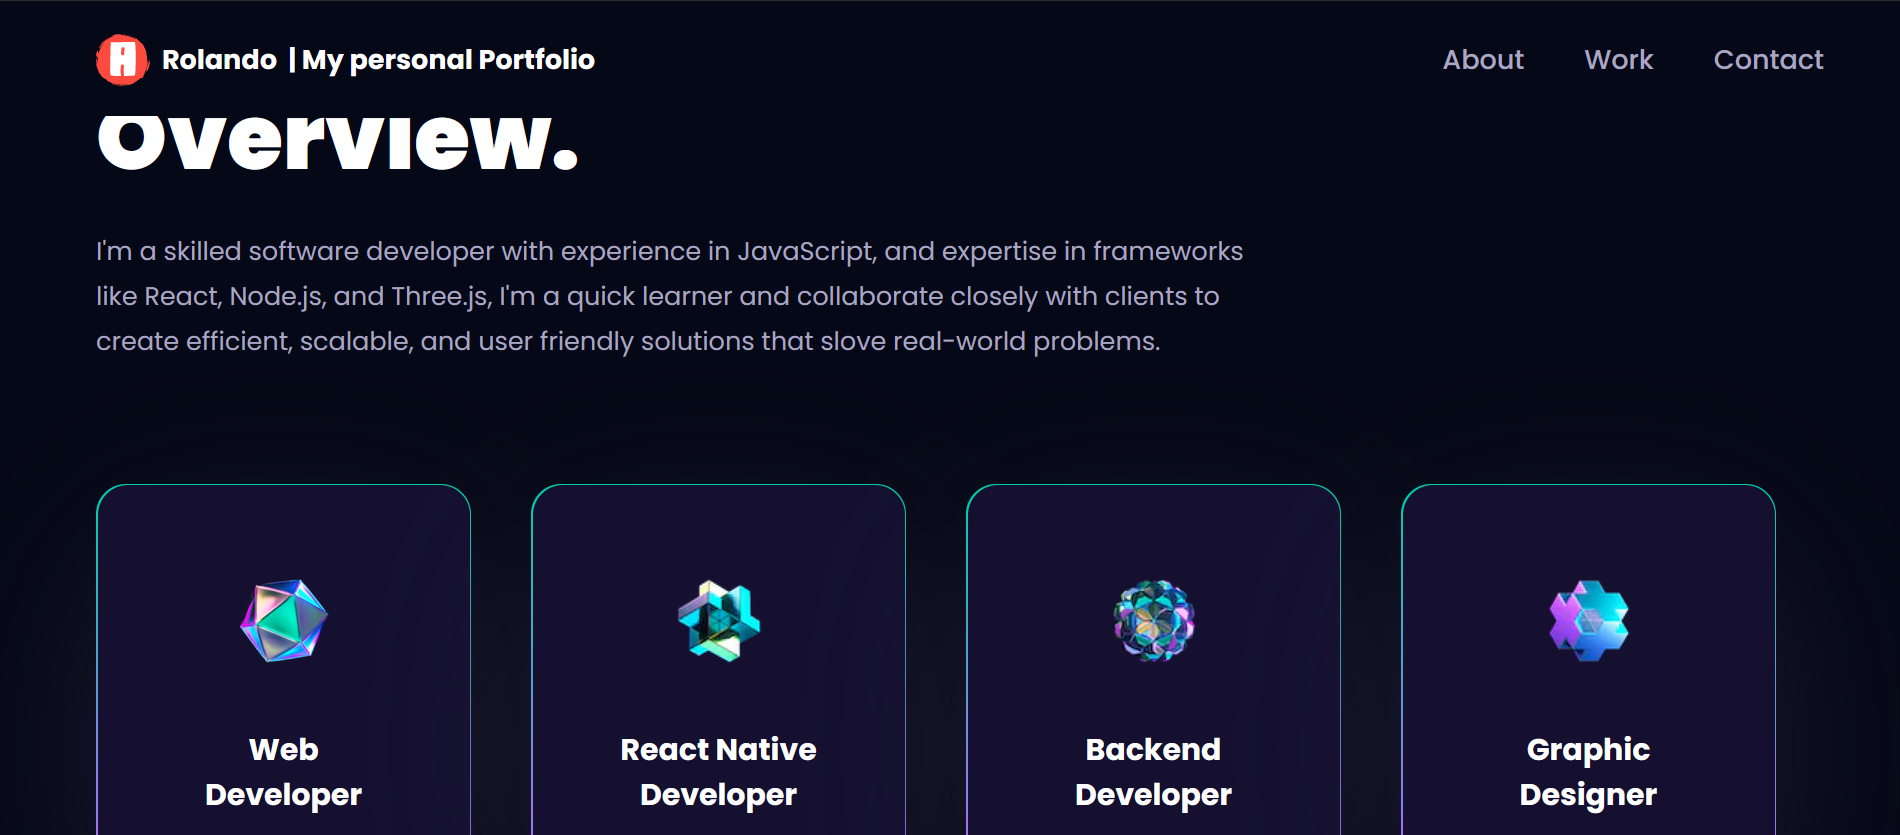 Rolando | My personal Portfolio
About Work Contact
Overview.
I'm a skilled software developer with experience in JavaScript, and expertise in frameworks
like React, Node.js, and Three.js, I'm a quick learner and collaborate closely with clients to
create efficient, scalable, and user friendly solutions that slove real-world problems.
Web
Developer
React Native
Developer
Backend
Developer
Graphic
Designer